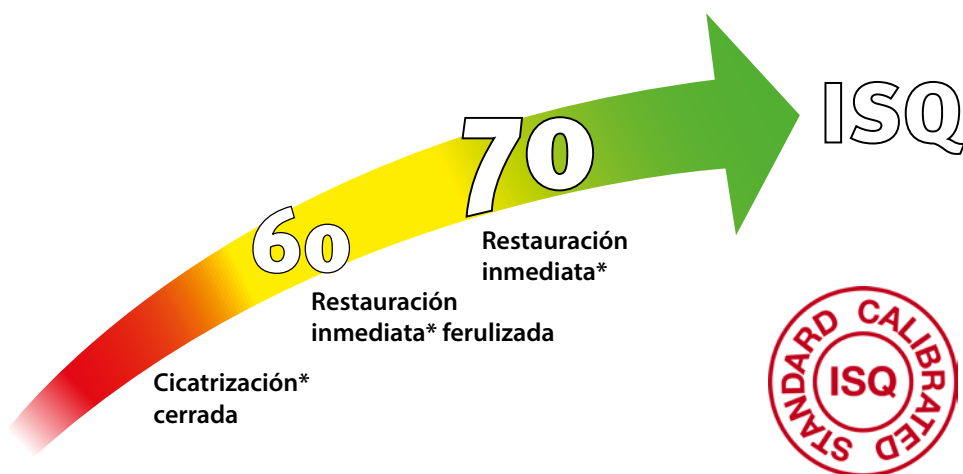 ISQ
70
60
Restauración
inmediata*
Restauración
inmediata* ferulizada
Cicatrización*
cerrada
STANDARD CALIBRATED
ISQ